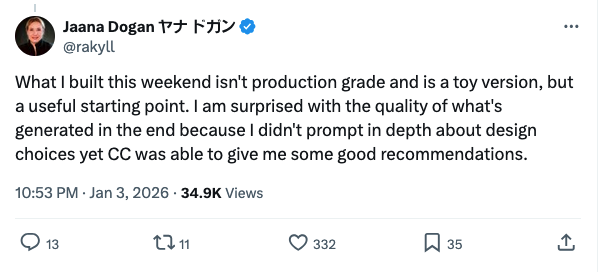 Jaana Dogan ヤナ ドガン
@rakyll
What I built this weekend isn't production grade and is a toy version, but
a useful starting point. I am surprised with the quality of what's
generated in the end because I didn't prompt in depth about design
choices yet CC was able to give me some good recommendations.
10:53 PM · Jan 3, 2026 · 34.9K Views
13 11 332 35